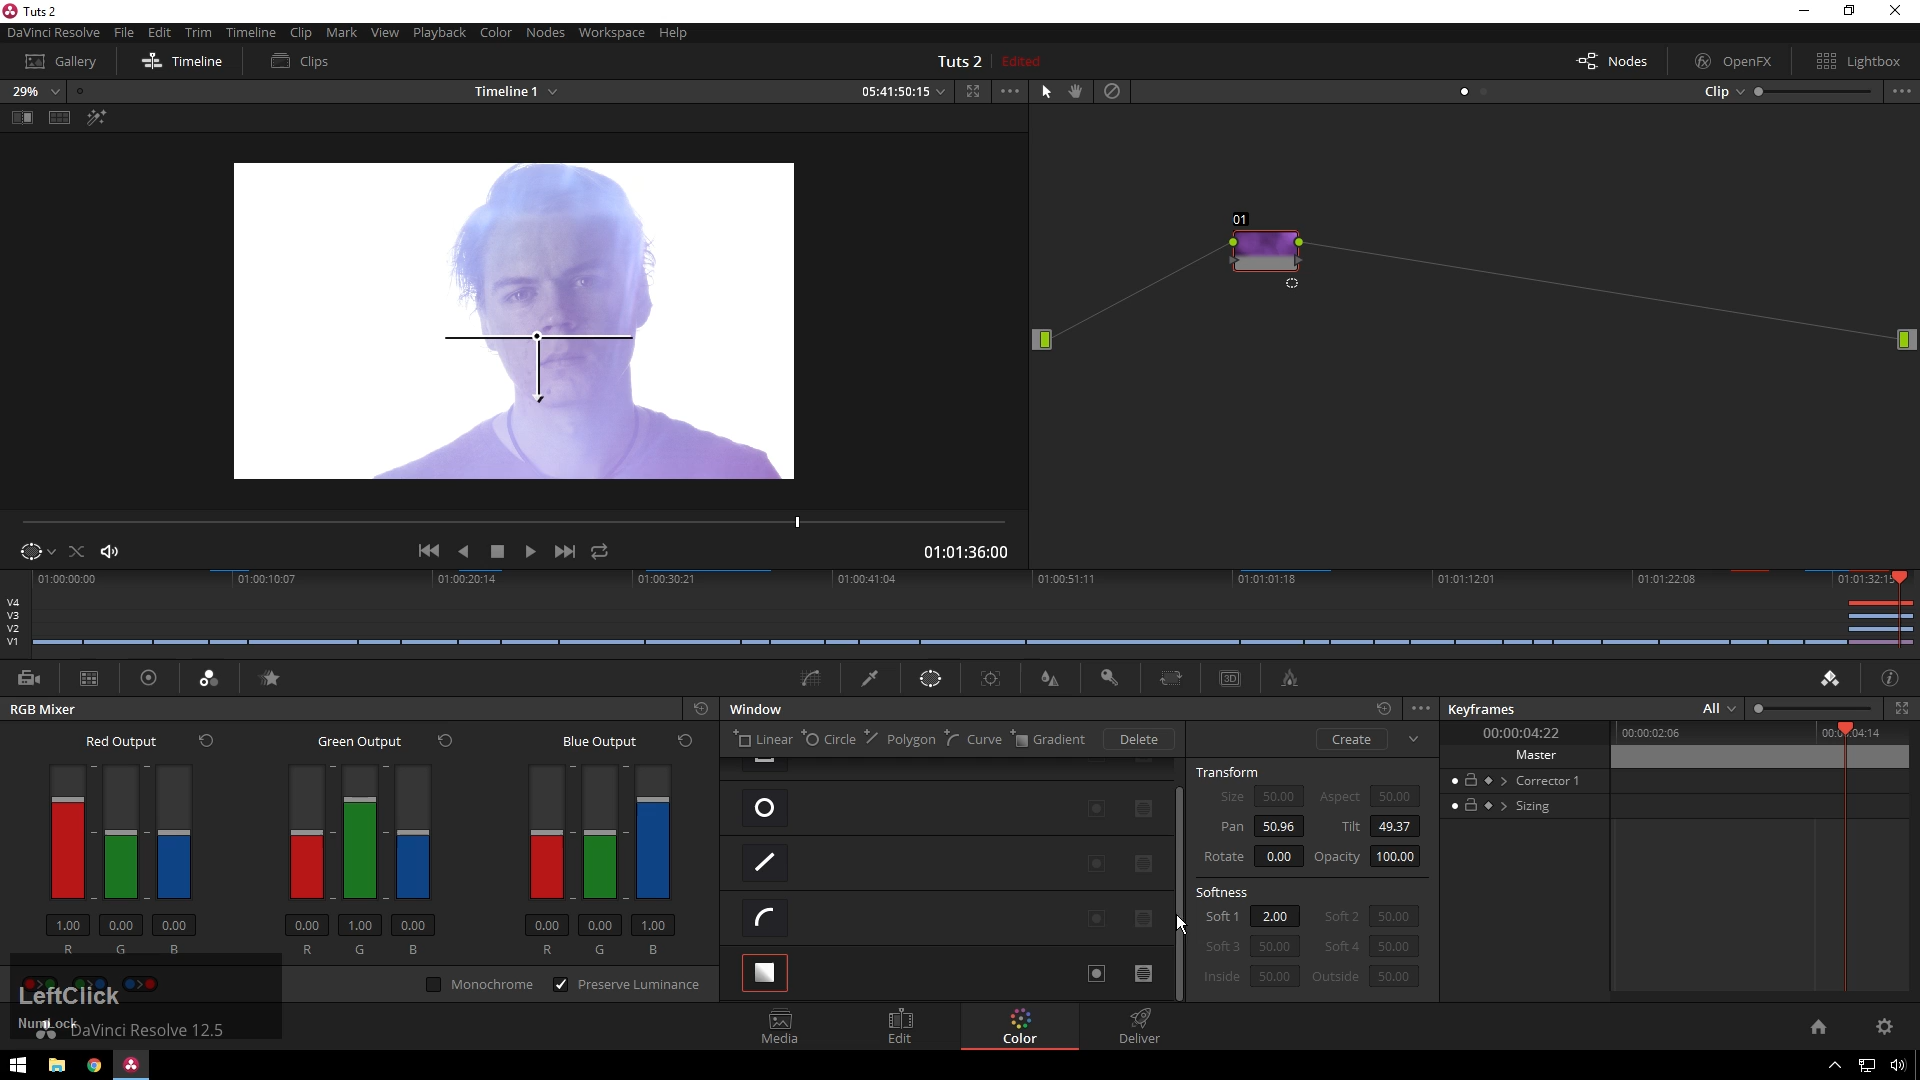 Tuts 2
DaVinci Resolve File Edit Trim Timeline Clip Mark View Playback Color Nodes Workspace Help
Gallery Timeline Clips Tuts 2 Edited Nodes OpenFX Lightbox
29% Timeline 1 05:41:50:15 Clip
01
01:01:36:00
01:00:00:00 01:00:10:07 01:00:20:14 01:00:30:21 01:00:41:04 01:00:51:11 01:01:01:18 01:01:12:01 01:01:22:08 01:01:32:15
V4
V3
V2
V1
3D
RGB Mixer Window Keyframes All
Red Output Green Output Blue Output Linear Circle Polygon Curve Gradient Delete Create 00:00:04:22 00:00:02:06 00:00:04:14
Master
Transform
Corrector 1
Size 50.00 Aspect 50.00
Sizing
Pan 50.96 Tilt 49.37
Rotate 0.00 Opacity 100.00
Softness
1.00 0.00 0.00 0.00 1.00 0.00 0.00 0.00 1.00 Soft 1 2.00 Soft 2 50.00
R G B R G B R G B Soft 3 50.00 Soft 4 50.00
Monochrome Preserve Luminance Inside 50.00 Outside 50.00
LeftClick
NumLock
DaVinci Resolve 12.5
Media Edit Color Deliver